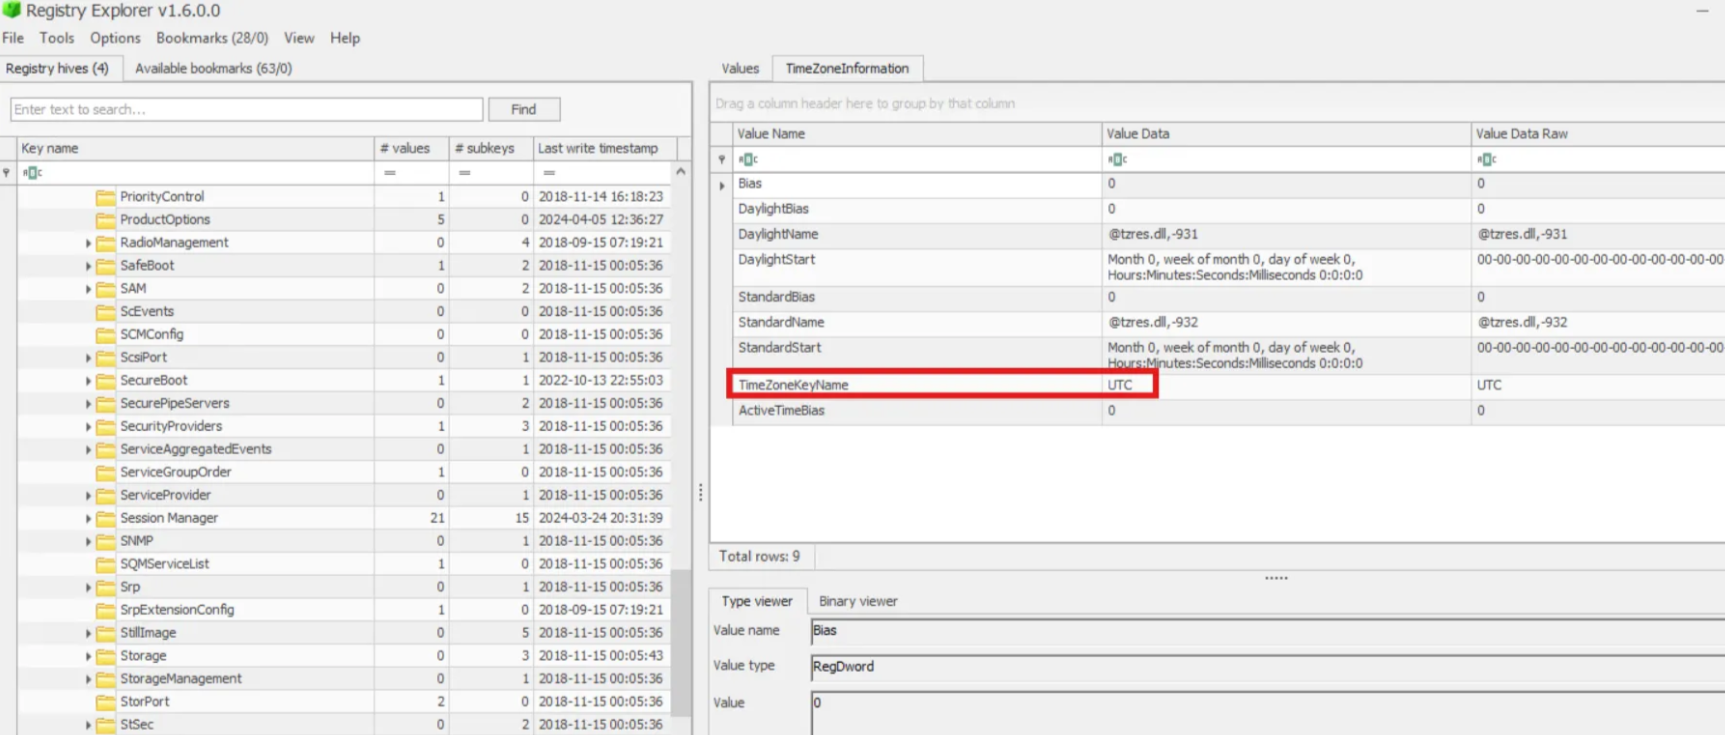 Registry Explorer v1.6.0.0
File Tools Options Bookmarks (28/0) View Help
Registry hives (4) Available bookmarks (63/0)
Enter text to search... Find
Key name # values # subkeys Last write timestamp
PriorityControl 1 0 2018-11-14 16:18:23
ProductOptions 5 0 2024-04-05 12:36:27
RadioManagement 0 4 2018-09-15 07:19:21
SafeBoot 1 2 2018-11-15 00:05:36
SAM 0 2 2018-11-15 00:05:36
ScEvents 0 0 2018-11-15 00:05:36
SCMConfig 0 0 2018-11-15 00:05:36
ScsiPort 0 1 2018-11-15 00:05:36
SecureBoot 1 1 2022-10-13 22:55:03
SecurePipeServers 0 2 2018-11-15 00:05:36
SecurityProviders 1 3 2018-11-15 00:05:36
ServiceAggregatedEvents 0 1 2018-11-15 00:05:36
ServiceGroupOrder 1 0 2018-11-15 00:05:36
ServiceProvider 0 1 2018-11-15 00:05:36
Session Manager 21 15 2024-03-24 20:31:39
SNMP 0 1 2018-11-15 00:05:36
SQMServiceList 1 0 2018-11-15 00:05:36
Srp 0 1 2018-11-15 00:05:36
SrpExtensionConfig 1 0 2018-09-15 07:19:21
StillImage 0 5 2018-11-15 00:05:36
Storage 0 3 2018-11-15 00:05:43
StorageManagement 0 1 2018-11-15 00:05:36
StorPort 2 0 2018-11-15 00:05:36
StSec 0 2 2018-11-15 00:05:36
Values TimeZoneInformation
Drag a column header here to group by that column
Value Name Value Data Value Data Raw
Bias 0 0
DaylightBias 0 0
DaylightName @tzres.dll,-931 @tzres.dll,-931
DaylightStart Month 0, week of month 0, day of week 0, 00-00-00-00-00-00-00-00-00-00-00-00-00
Hours:Minutes:Seconds:Milliseconds 0:0:0:0
StandardBias 0 0
StandardName @tzres.dll,-932 @tzres.dll,-932
StandardStart Month 0, week of month 0, day of week 0, 00-00-00-00-00-00-00-00-00-00-00-00-00
Hours:Minutes:Seconds:Milliseconds 0:0:0:0
TimeZoneKeyName UTC UTC
ActiveTimeBias 0 0
Total rows: 9
Type viewer Binary viewer
Value name Bias
Value type RegDword
Value 0